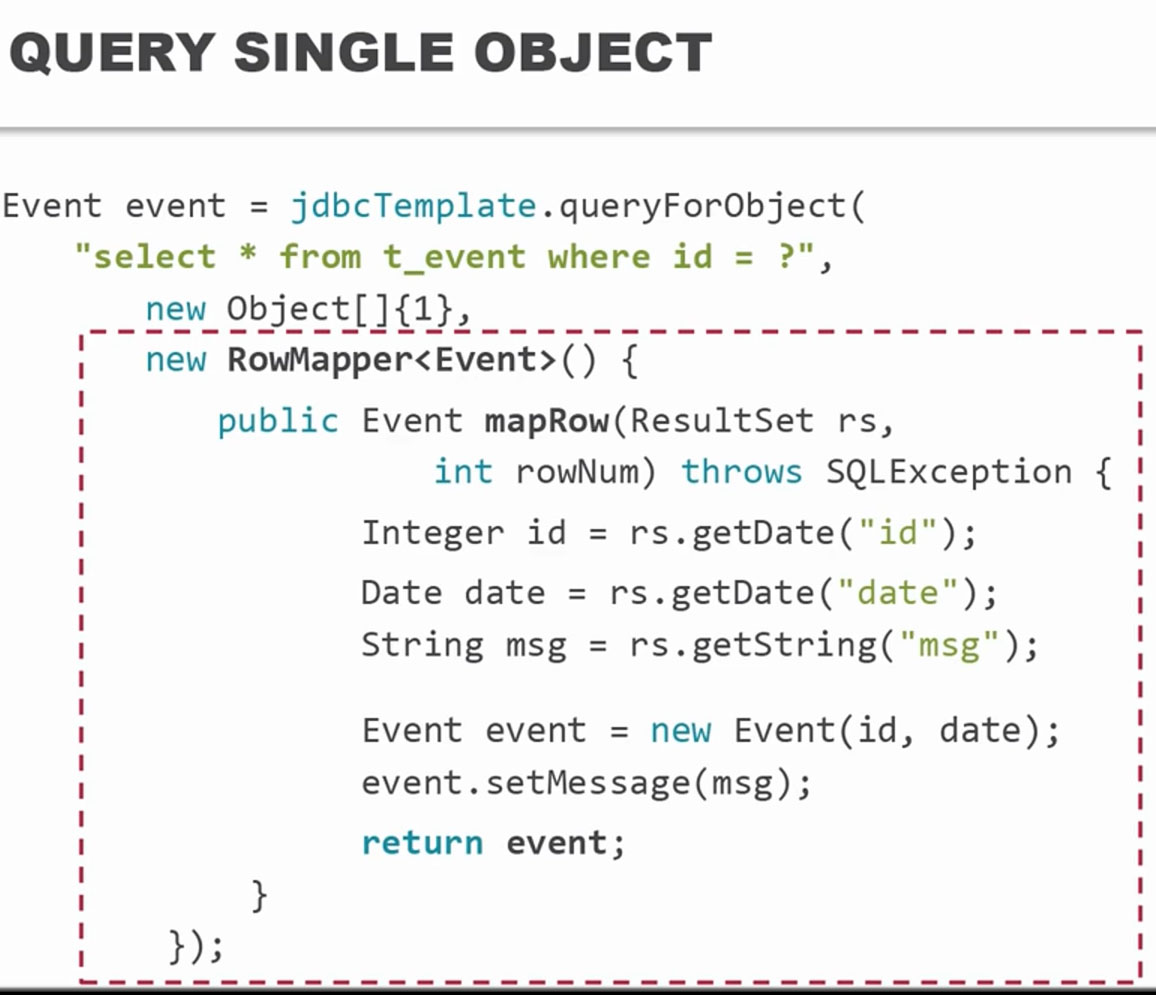 QUERY SINGLE OBJECT
Event event = jdbcTemplate.queryForObject(
"select * from t_event where id = ?",
new Object[]{1},
new RowMapper<Event>() {
public Event mapRow(ResultSet rs,
int rowNum) throws SQLException {
Integer id = rs.getDate("id");
Date date = rs.getDate("date");
String msg = rs.getString("msg");
Event event = new Event(id, date);
event.setMessage(msg);
return event;
}
});